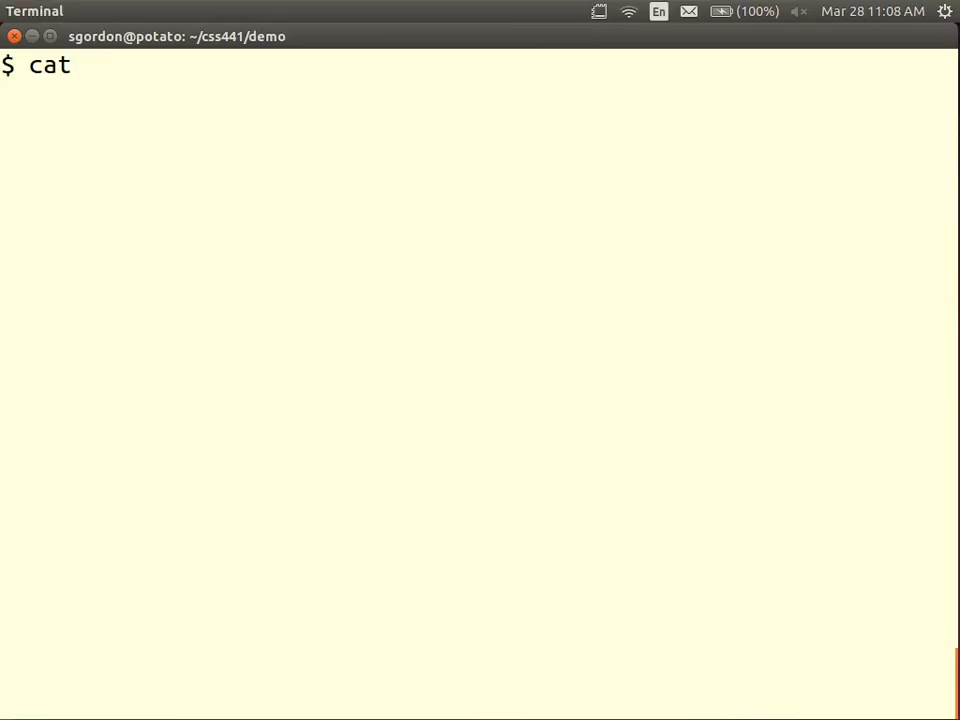 Terminal
En
(100%)
Mar 28 11:08 AM
sgordon@potato: ~/css441/demo
$ cat